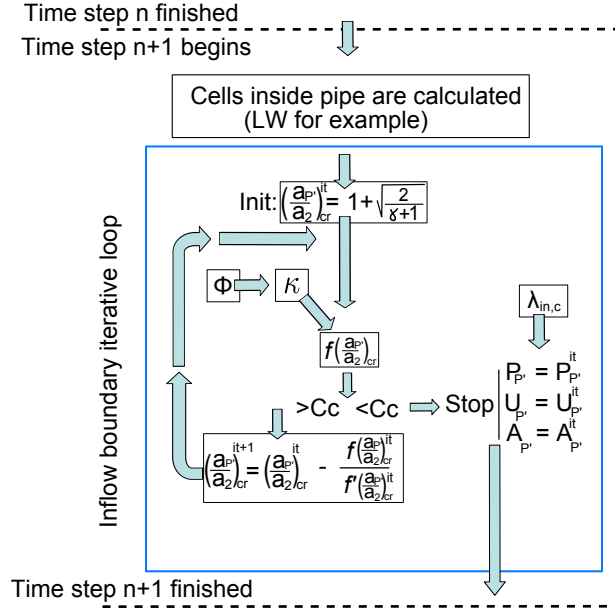 Time step n finished
Time step n+1 begins
Cells inside pipe are calculated
(LW for example)
Inflow boundary iterative loop
Init: (a_P'/a_2)_cr^it = 1+√(2/(ɣ+1))
Φ
κ
λ_in,c
f(a_P'/a_2)_cr
>Cc <Cc
Stop
P_P' = P_P'^it
U_P' = U_P'^it
A_P' = A_P'^it
(a_P'/a_2)_cr^it+1 = (a_P'/a_2)_cr^it - f(a_P'/a_2)_cr^it / f'(a_P'/a_2)_cr^it
Time step n+1 finished